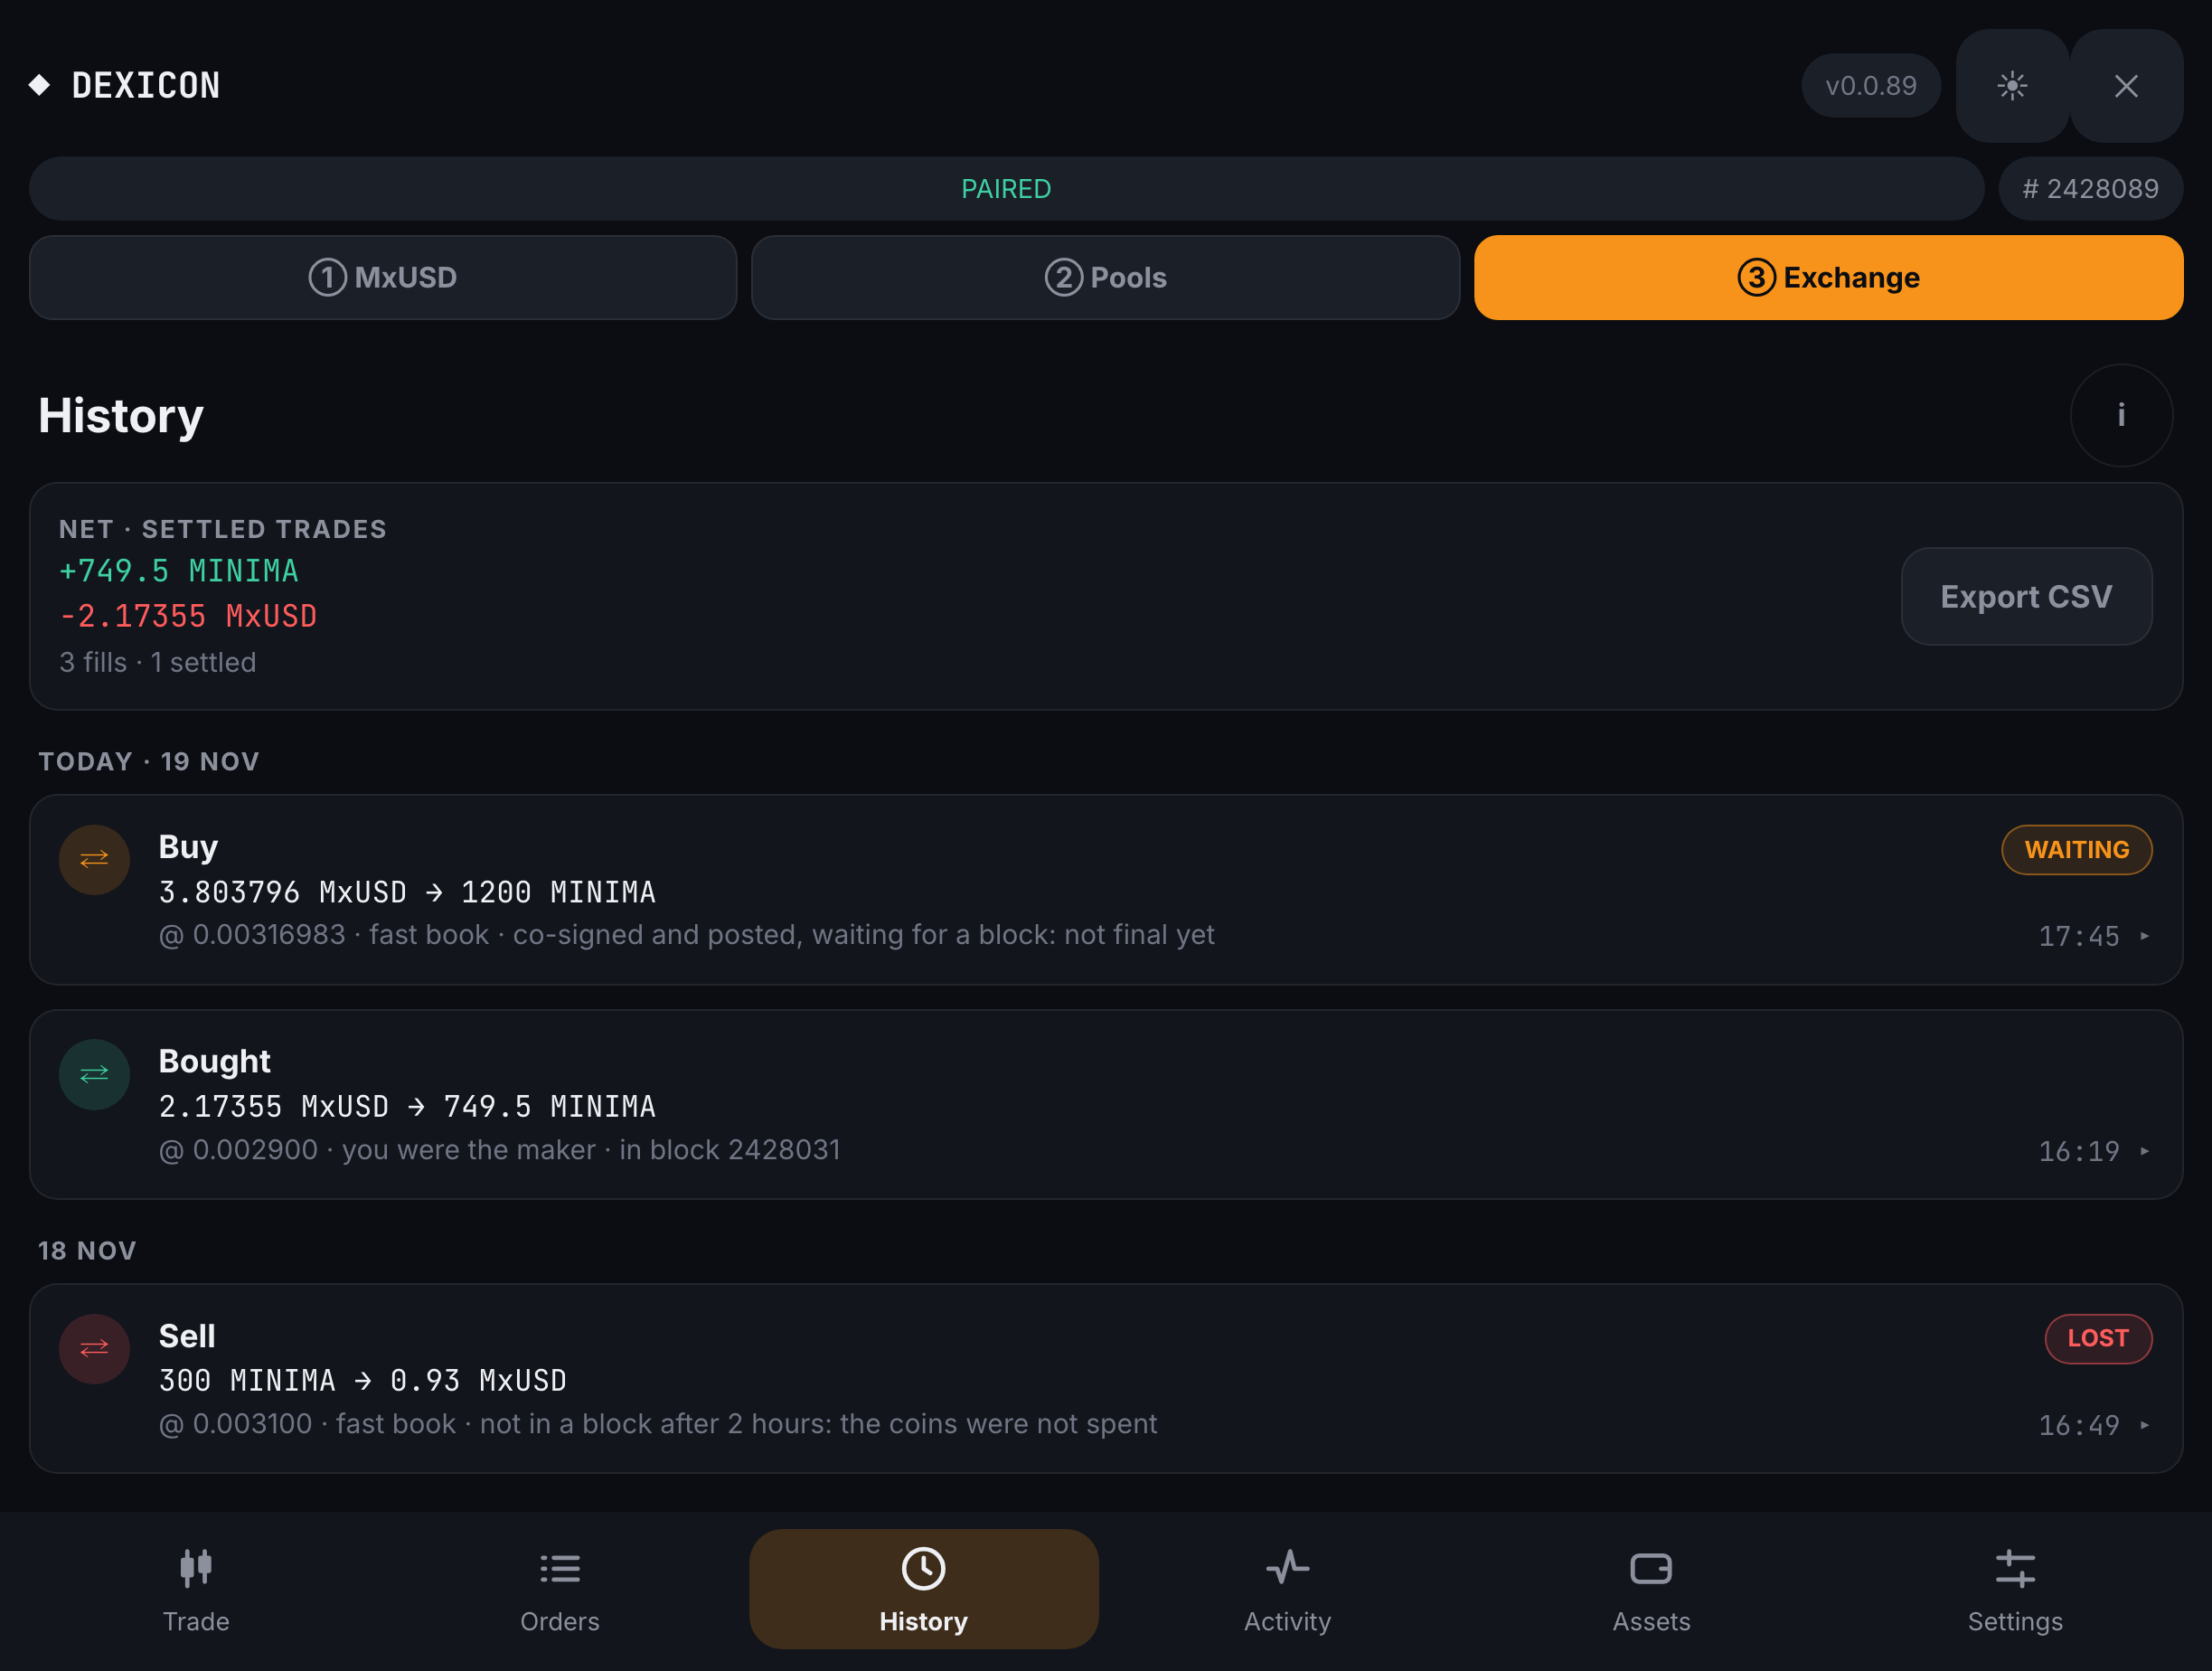 ◆ DEXICON
v0.0.89
PAIRED
# 2428089
① MxUSD
② Pools
③ Exchange
History
i
NET · SETTLED TRADES
+749.5 MINIMA
-2.17355 MxUSD
3 fills · 1 settled
Export CSV
TODAY · 19 NOV
Buy
WAITING
3.803796 MxUSD → 1200 MINIMA
@ 0.00316983 · fast book · co-signed and posted, waiting for a block: not final yet
17:45 ▸
Bought
2.17355 MxUSD → 749.5 MINIMA
@ 0.002900 · you were the maker · in block 2428031
16:19 ▸
18 NOV
Sell
LOST
300 MINIMA → 0.93 MxUSD
@ 0.003100 · fast book · not in a block after 2 hours: the coins were not spent
16:49 ▸
Trade
Orders
History
Activity
Assets
Settings